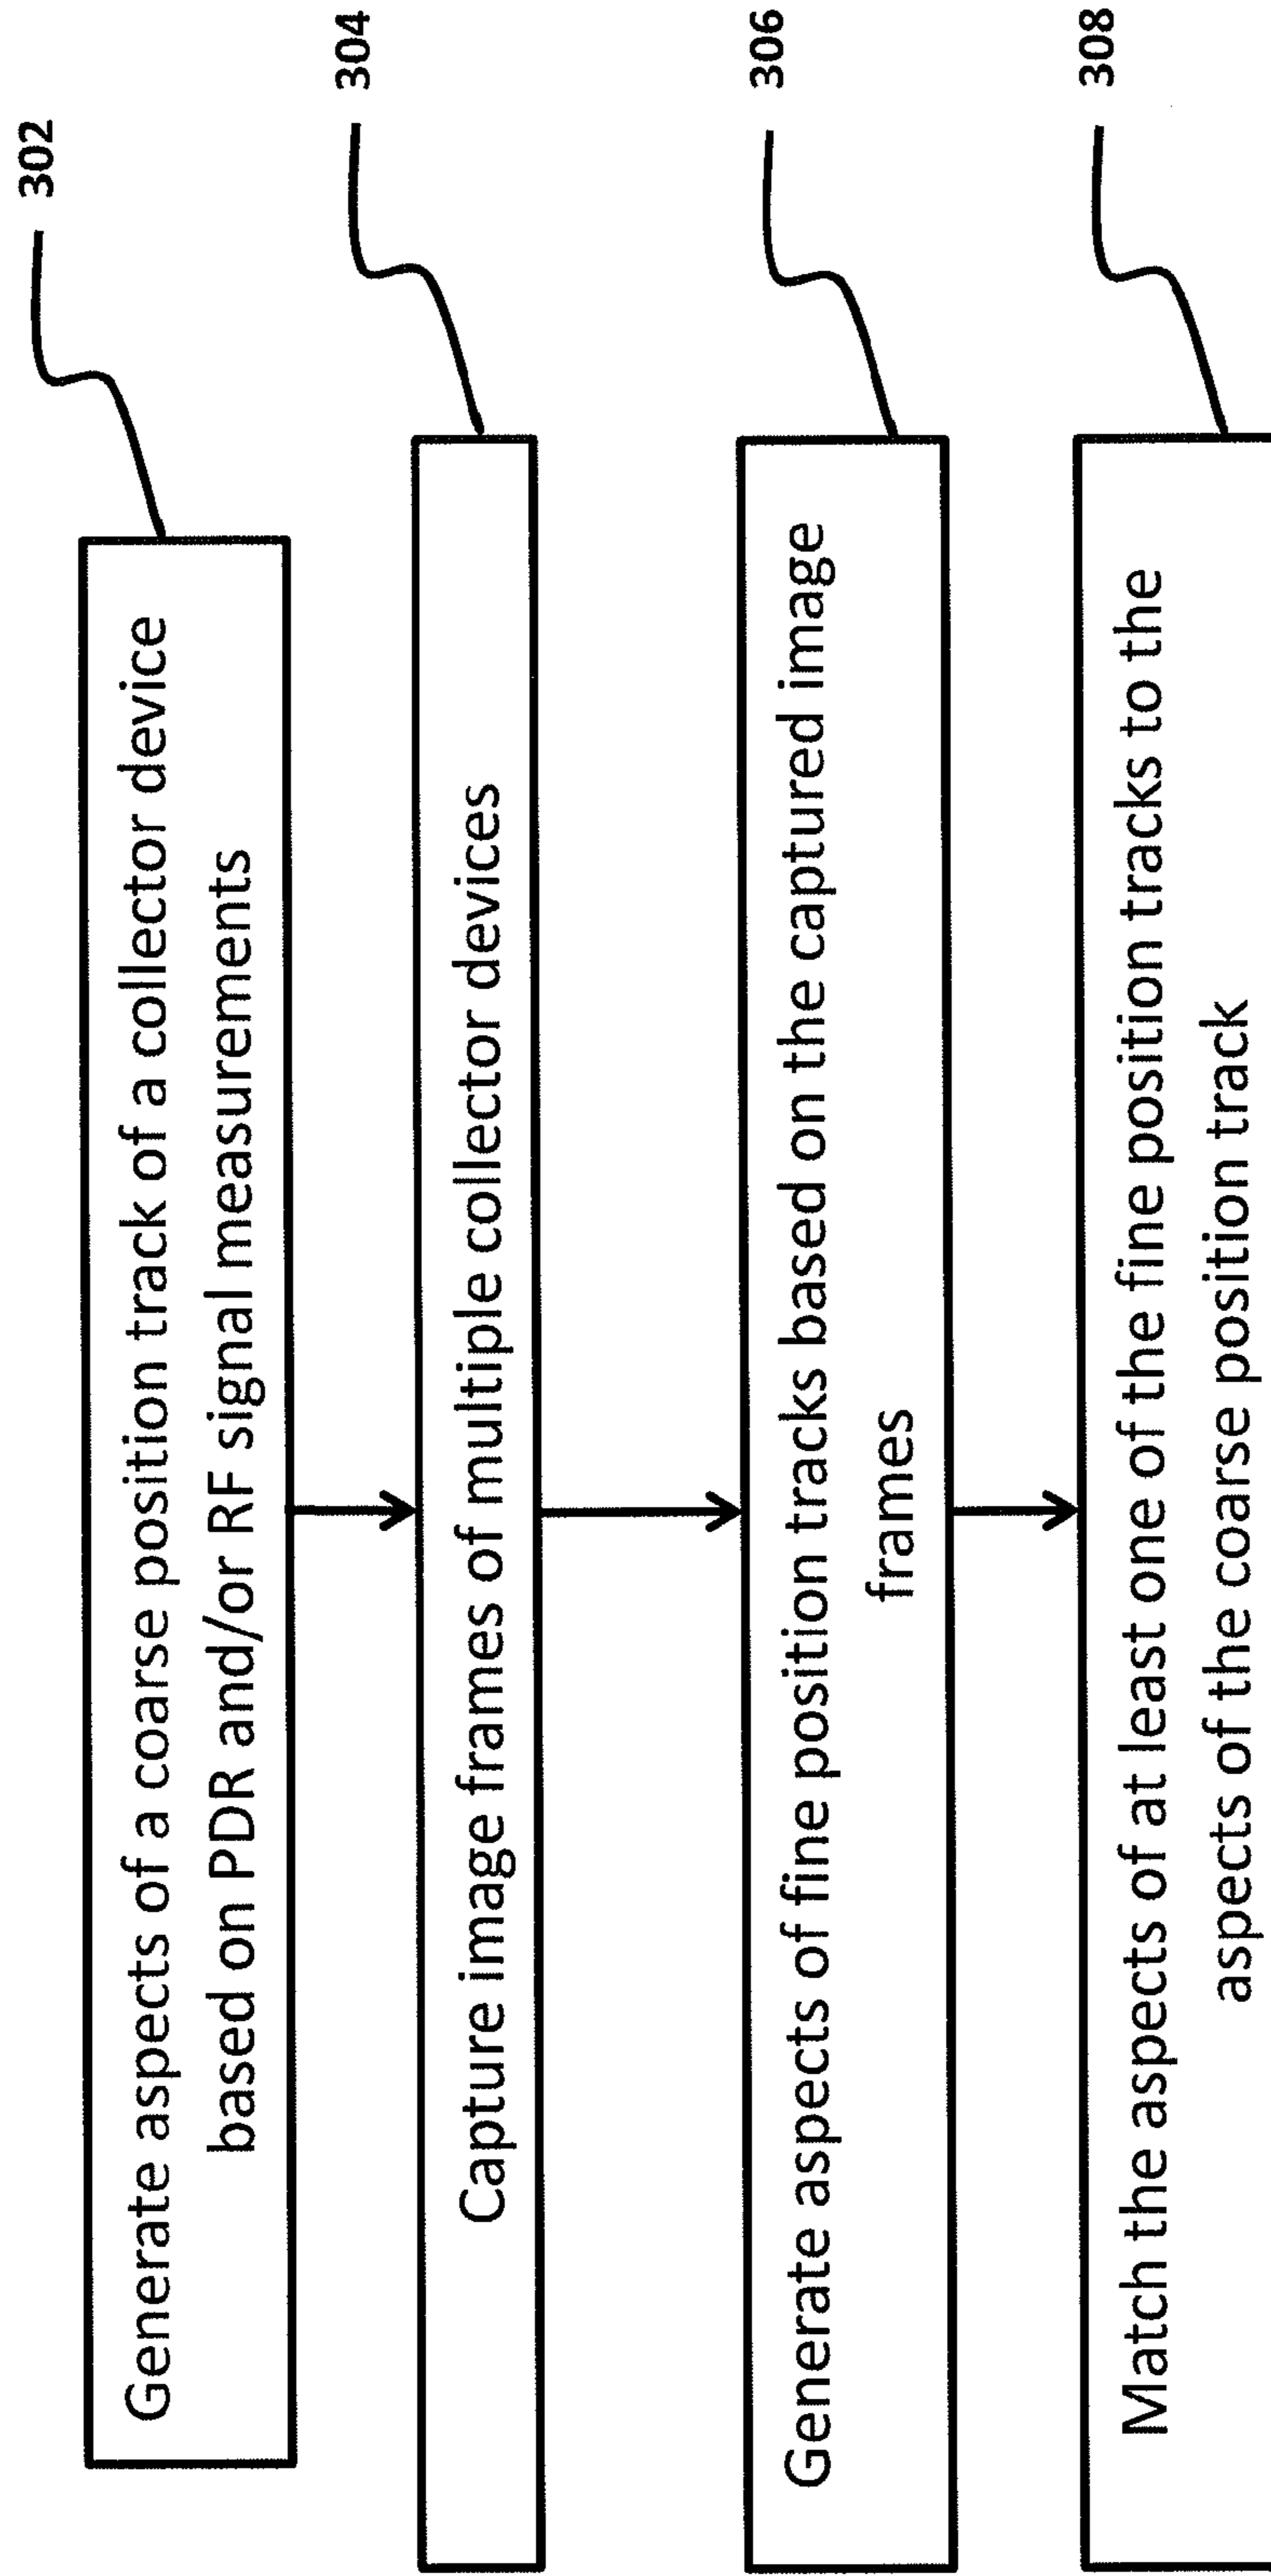 302
Generate aspects of a coarse position track of a collector device
based on PDR and/or RF signal measurements
304
Capture image frames of multiple collector devices
306
Generate aspects of fine position tracks based on the captured image
frames
308
Match the aspects of at least one of the fine position tracks to the
aspects of the coarse position track